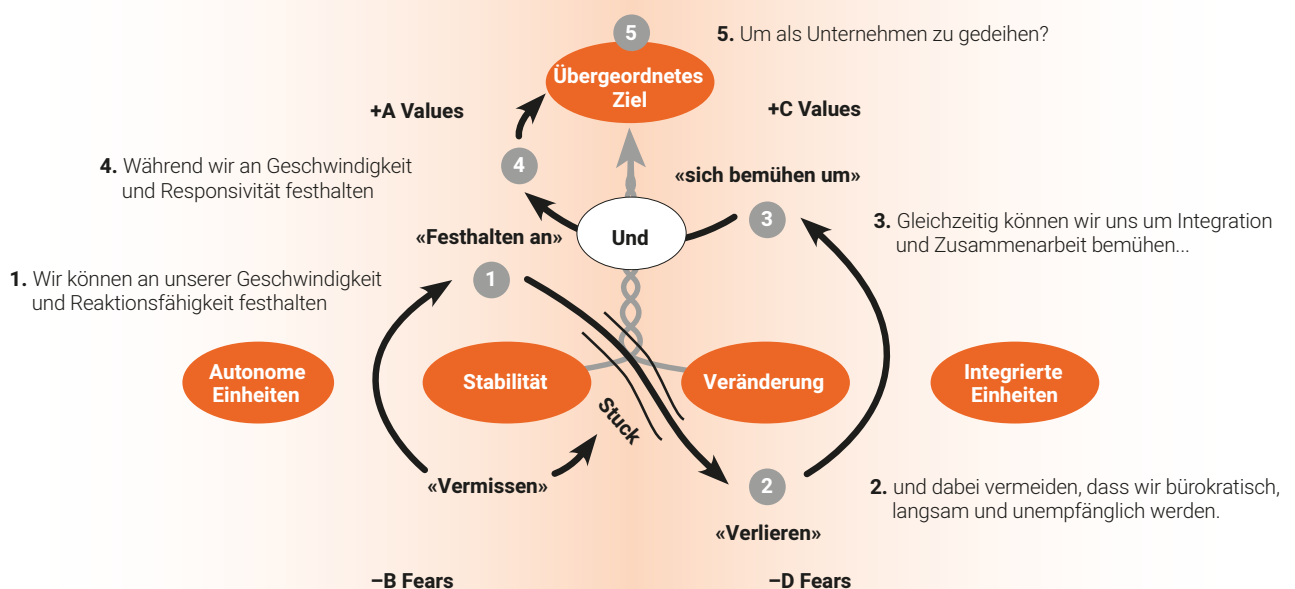 5
5. Um als Unternehmen zu gedeihen?
Übergeordnetes
Ziel
+A Values
+C Values
4. Während wir an Geschwindigkeit
und Responsivität festhalten
4
«sich bemühen um»
3
3. Gleichzeitig können wir uns um Integration
und Zusammenarbeit bemühen...
«Festhalten an»
Und
1. Wir können an unserer Geschwindigkeit
und Reaktionsfähigkeit festhalten
1
Autonome
Einheiten
Stabilität
Veränderung
Integrierte
Einheiten
Stuck
«Vermissen»
2
2. und dabei vermeiden, dass wir bürokratisch,
langsam und unempfänglich werden.
«Verlieren»
–B Fears
–D Fears